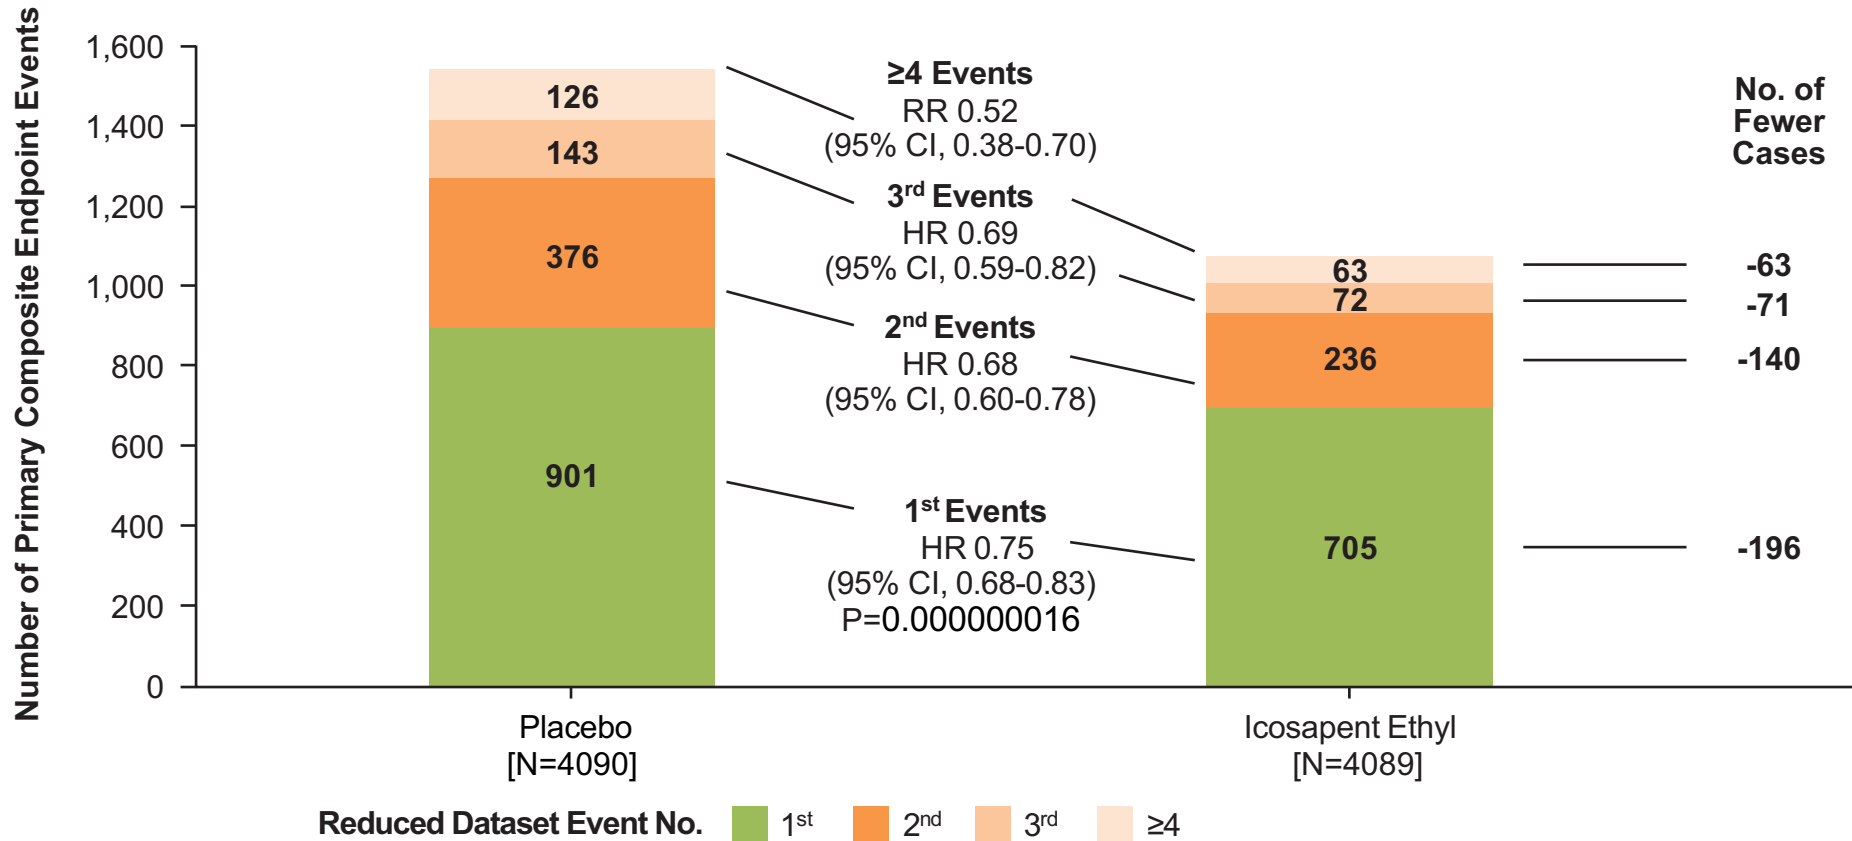 Number of Primary Composite Endpoint Events
1,600
1,400
1,200
1,000
800
600
400
200
0
126
143
376
901
≥4 Events
RR 0.52
(95% CI, 0.38-0.70)
3rd Events
HR 0.69
(95% CI, 0.59-0.82)
2nd Events
HR 0.68
(95% CI, 0.60-0.78)
1st Events
HR 0.75
(95% CI, 0.68-0.83)
P=0.000000016
63
72
236
705
No. of
Fewer
Cases
-63
-71
-140
-196
Placebo
[N=4090]
Icosapent Ethyl
[N=4089]
Reduced Dataset Event No. 1st 2nd 3rd ≥4